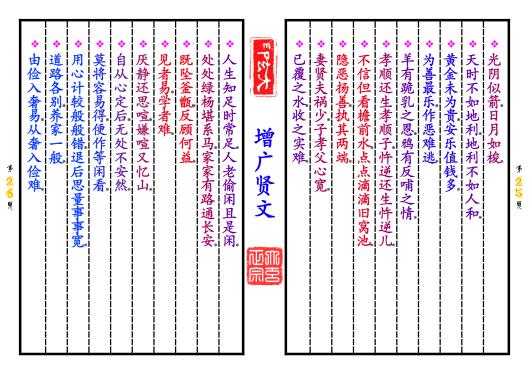 光阴似箭日月如梭.
天时不如地利地利不如人和.
黄金未为贵安乐值钱多.
为善最乐作恶难逃.
羊有跪乳之恩鸦有反哺之情.
孝顺还生孝顺子忤逆还生忤逆儿.
不信但看檐前水点点滴滴旧窝池.
隐恶扬善执其两端.
妻贤夫祸少子孝父心宽.
已覆之水收之实难.
第25頁
增广贤文
人生知足时常足人老偷闲且是闲.
处处绿杨堪系马家家有路通长安.
既坠釜甑反顾何益.
见者易学者难.
厌静还思喧嫌喧又忆山.
自从心定后无处不安然.
莫将容易得便作等闲看.
用心计较般般错退后思量事事宽.
道路各别养家一般.
由俭入奢易从奢入俭难.
第26頁